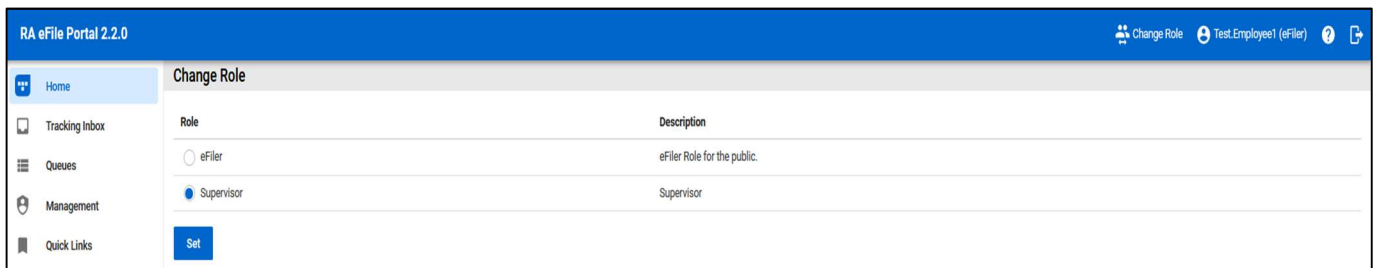 RA eFile Portal 2.2.0
Change Role
Test.Employee1 (eFiler)
?
Home
Tracking Inbox
Queues
Management
Quick Links
Change Role
Role Description
eFiler eFiler Role for the public.
Supervisor Supervisor
Set